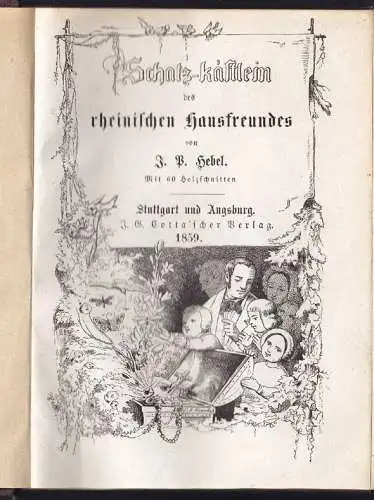 Schatz-kästlein
des
rheinischen Hausfreundes
von
J. P. Hebel.
Mit 60 Holzschnitten
Stuttgart und Augsburg.
J. G. Cotta'scher Verlag.
1859.